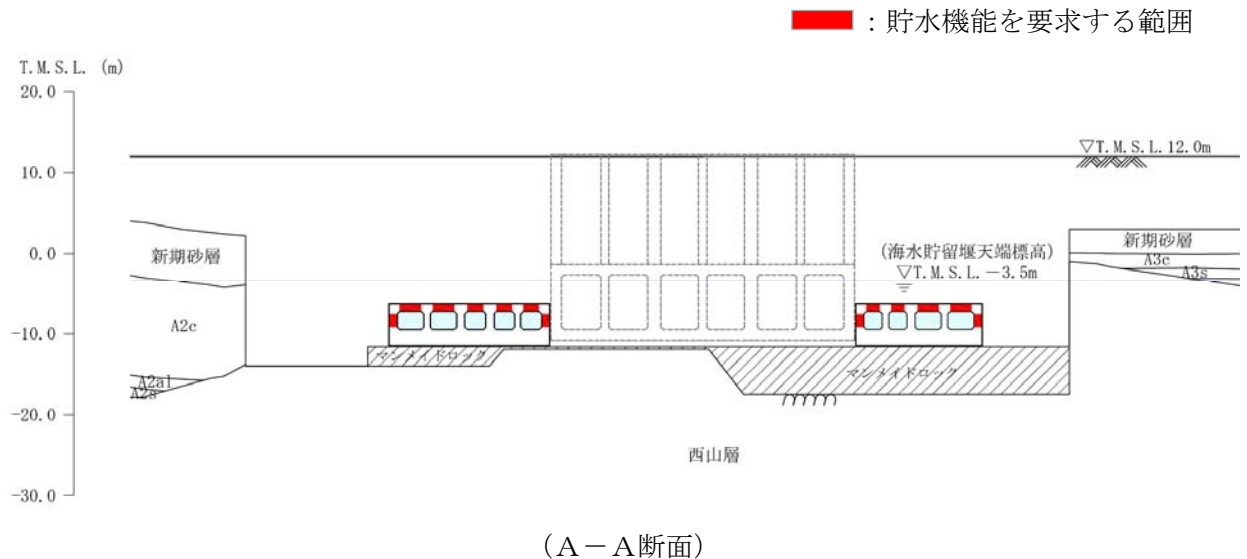 ：貯水機能を要求する範囲
T.M.S.L. (m)
20.0
▽T.M.S.L.12.0m
10.0
新期砂層
新期砂層
(海水貯留堰天端標高)
0.0
A3c
▽T.M.S.L.－3.5m
A3s
A2c
-10.0
マンメイドロック
マンメイドロック
A2al
A2s
-20.0
西山層
-30.0
(A－A断面)